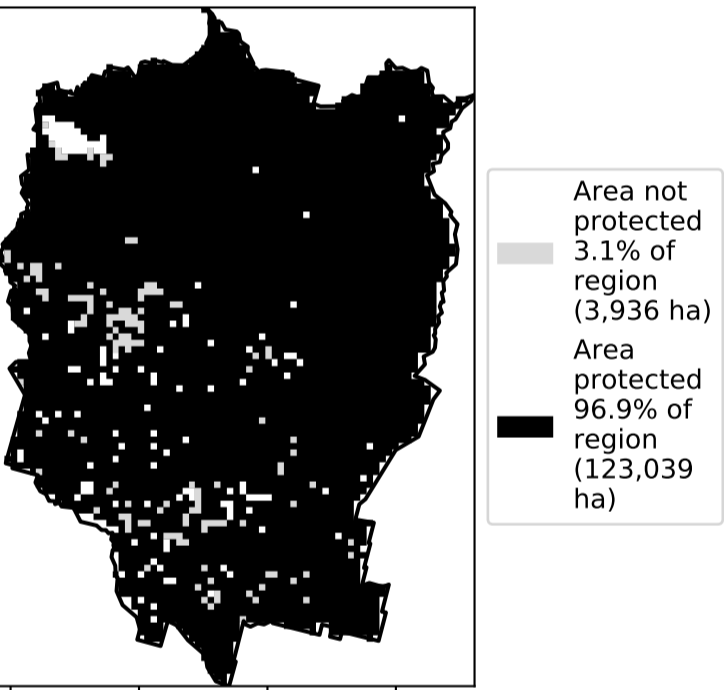 Area not
protected
3.1% of
region
(3,936 ha)
Area
protected
96.9% of
region
(123,039
ha)